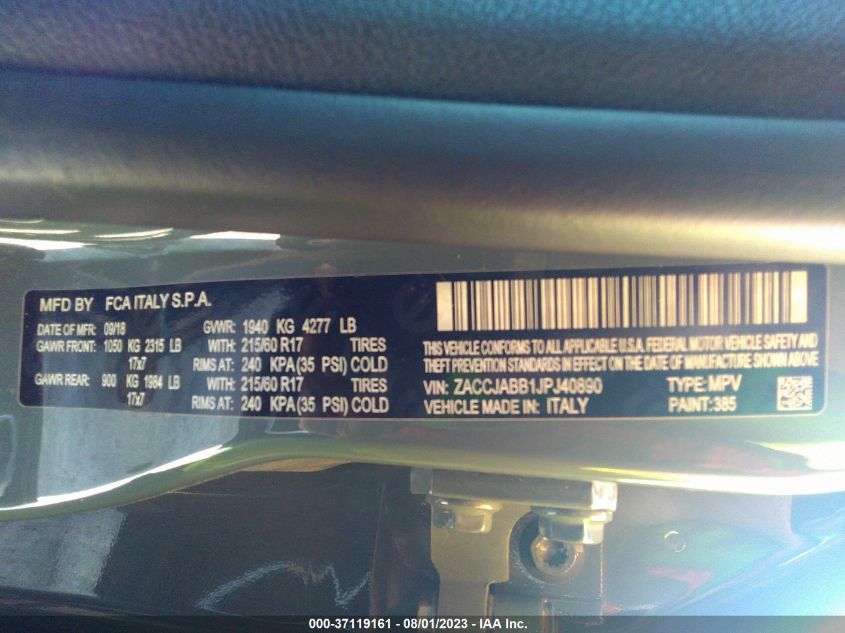 MFD BY FCA ITALY S.P.A.
DATE OF MFR: 09/18 GVWR: 1940 KG 4277 LB
GAWR FRONT: 1050 KG 2315 LB WITH: 215/60 R17 TIRES
17x7 RIMS AT: 240 KPA(35 PSI) COLD
GAWR REAR: 900 KG 1984 LB WITH: 215/60 R17 TIRES
17x7 RIMS AT: 240 KPA(35 PSI) COLD
THIS VEHICLE CONFORMS TO ALL APPLICABLE U.S.A. FEDERAL MOTOR VEHICLE SAFETY AND
THEFT PREVENTION STANDARDS IN EFFECT ON THE DATE OF MANUFACTURE SHOWN ABOVE
VIN: ZACCJABB1JPJ40890 TYPE: MPV
VEHICLE MADE IN: ITALY PAINT: 385
000-37119161 - 08/01/2023 - IAA Inc.